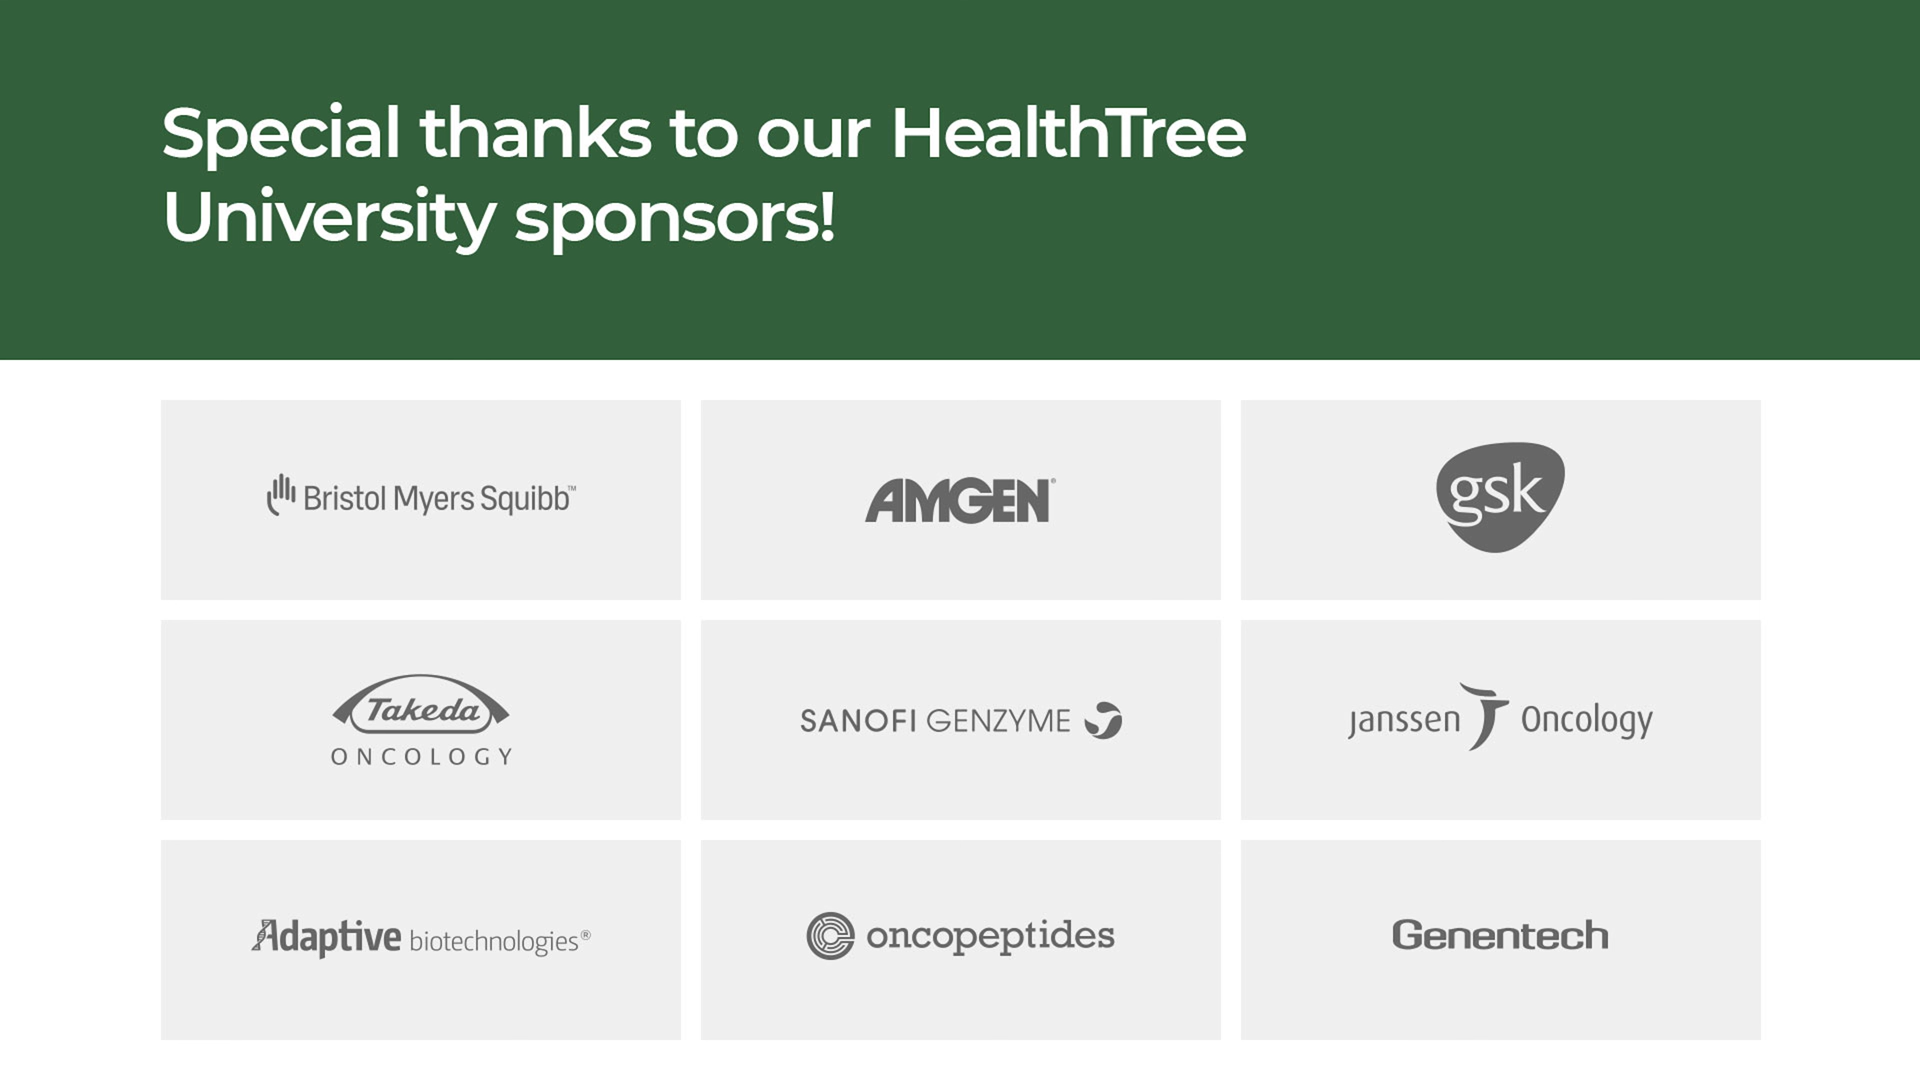 Special thanks to our HealthTree
University sponsors!
Bristol Myers Squibb™
AMGEN®
gsk
Takeda
ONCOLOGY
SANOFI GENZYME
janssen Oncology
Adaptive biotechnologies®
oncopeptides
Genentech